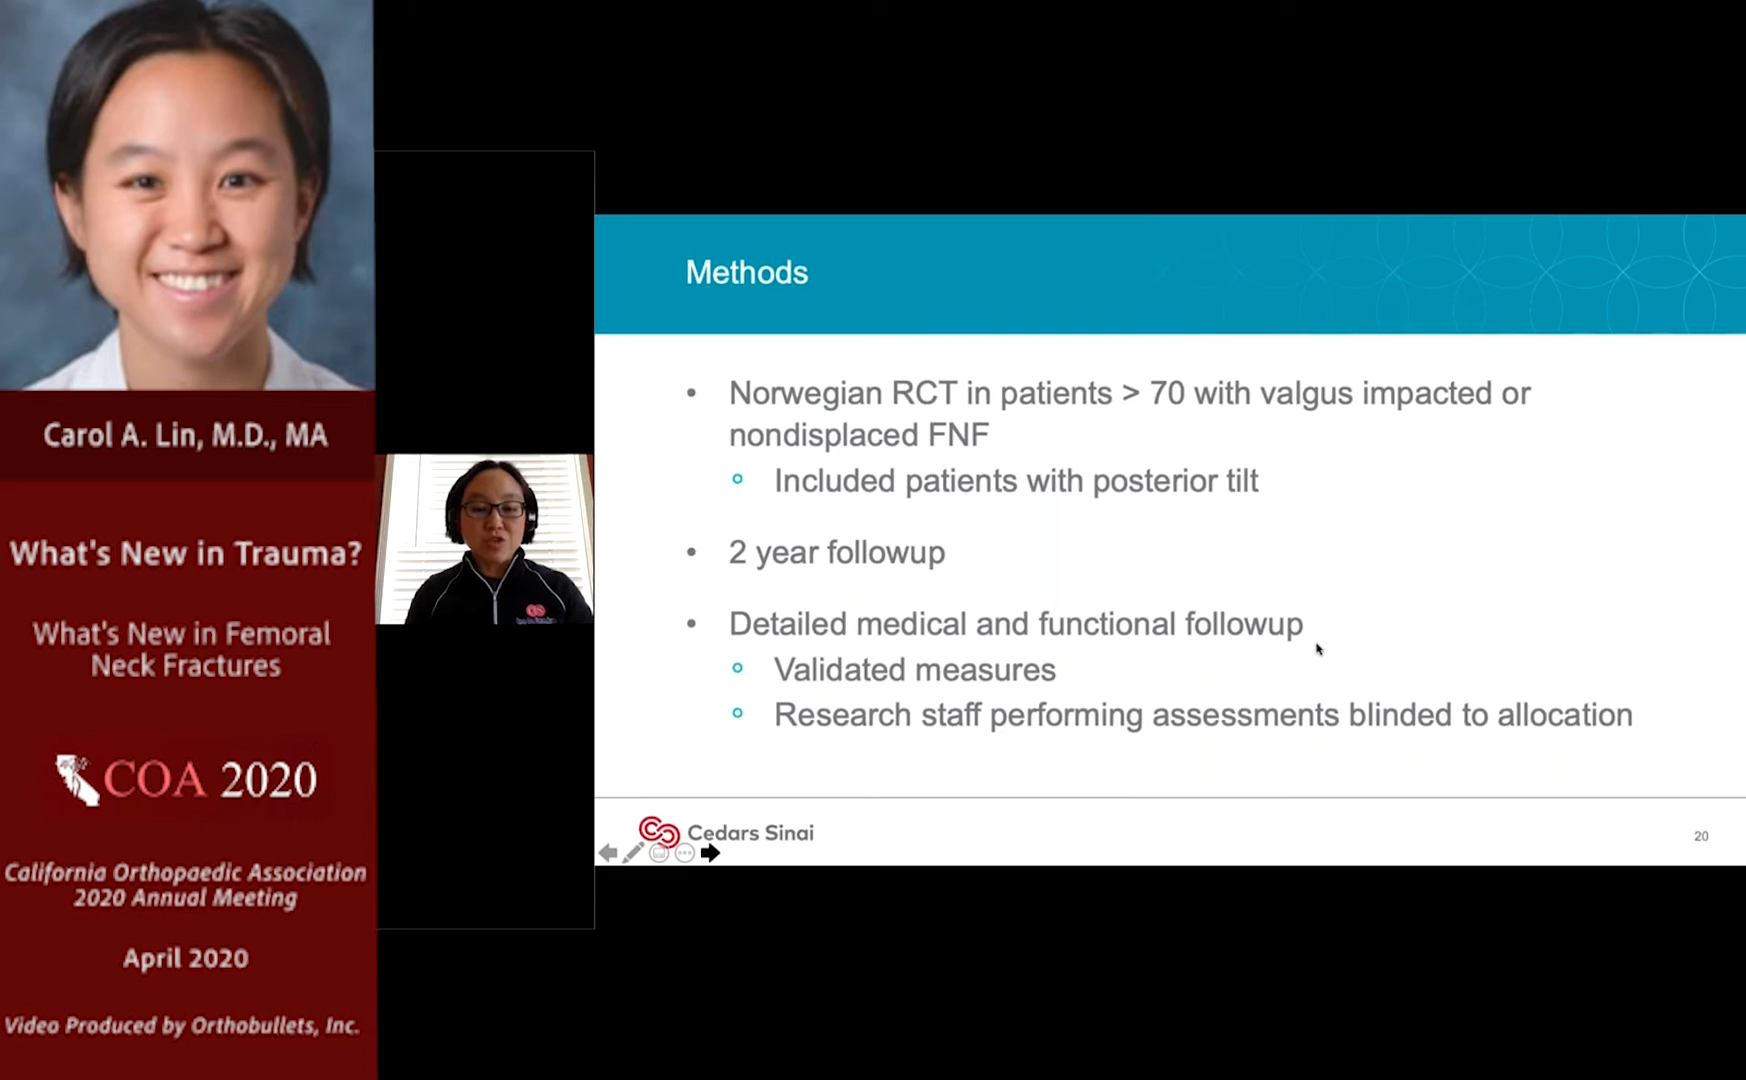 Carol A. Lin, M.D., MA
What's New in Trauma?
What's New in Femoral
Neck Fractures
COA 2020
California Orthopaedic Association
2020 Annual Meeting
April 2020
Video Produced by Orthobullets, Inc.
Methods
• Norwegian RCT in patients > 70 with valgus impacted or
nondisplaced FNF
Included patients with posterior tilt
• 2 year followup
• Detailed medical and functional followup
Validated measures
Research staff performing assessments blinded to allocation
Cedars Sinai
20